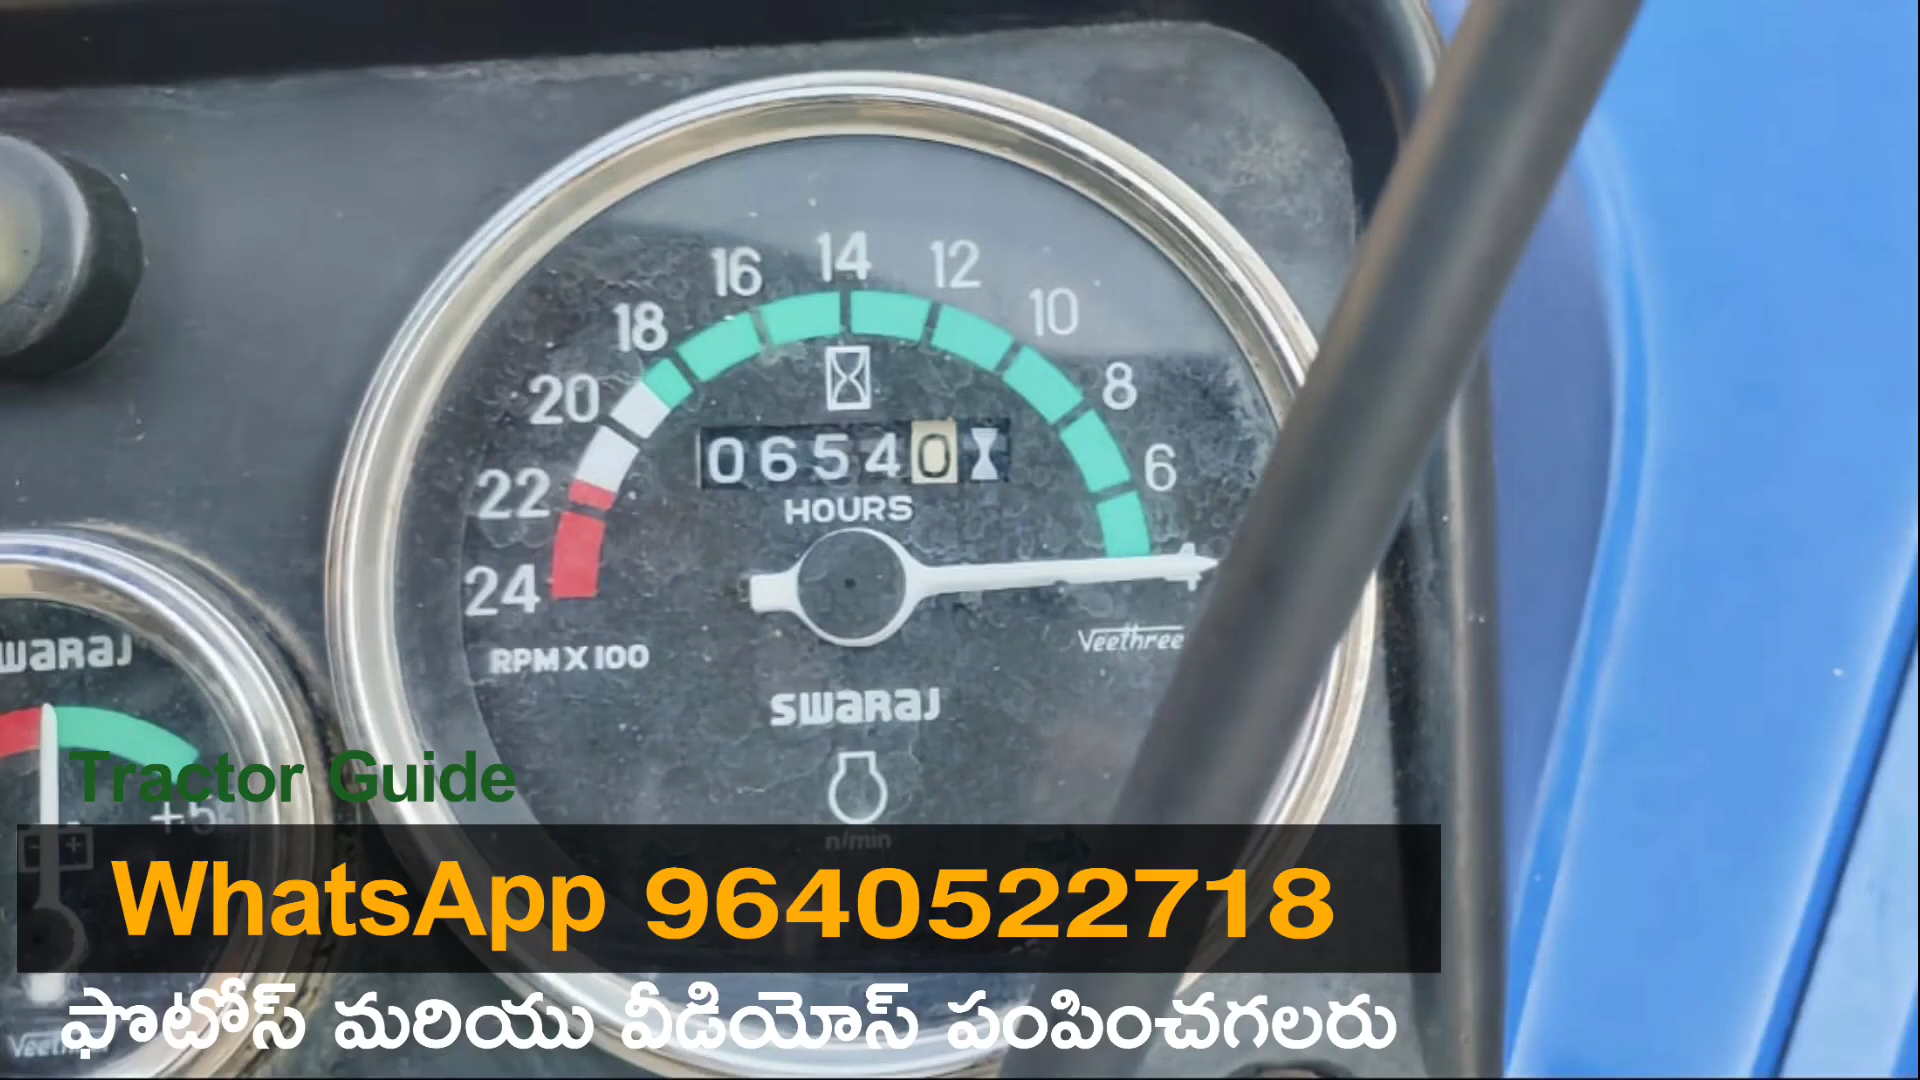 14
16
12
18
10
20
8
06540
6
22
HOURS
24
Veethree
RPM X 100
SWARAJ
SWARAJ
Tractor Guide
+
- +
n/min
WhatsApp 9640522718
ఫొటోస్ మరియు వీడియోస్ పంపించగలరు